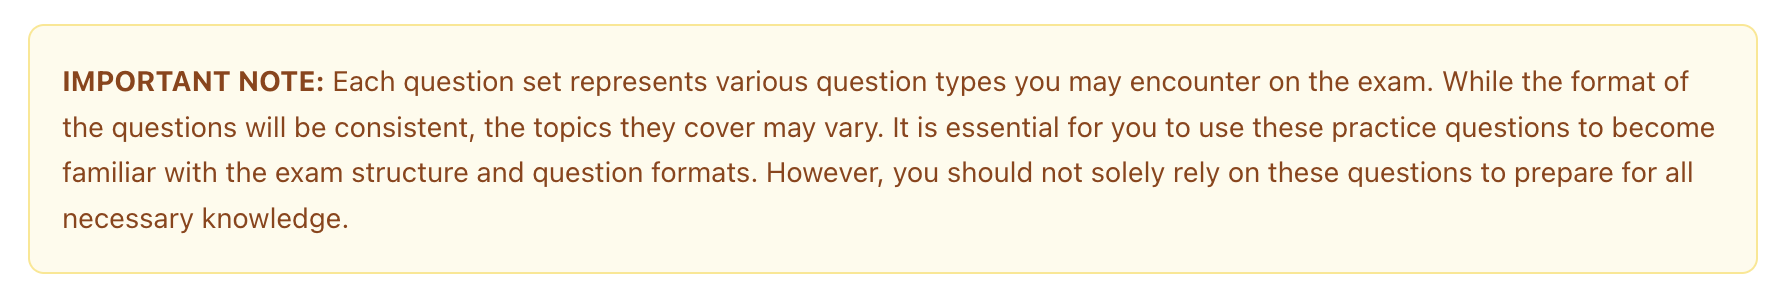 IMPORTANT NOTE: Each question set represents various question types you may encounter on the exam. While the format of
the questions will be consistent, the topics they cover may vary. It is essential for you to use these practice questions to become
familiar with the exam structure and question formats. However, you should not solely rely on these questions to prepare for all
necessary knowledge.